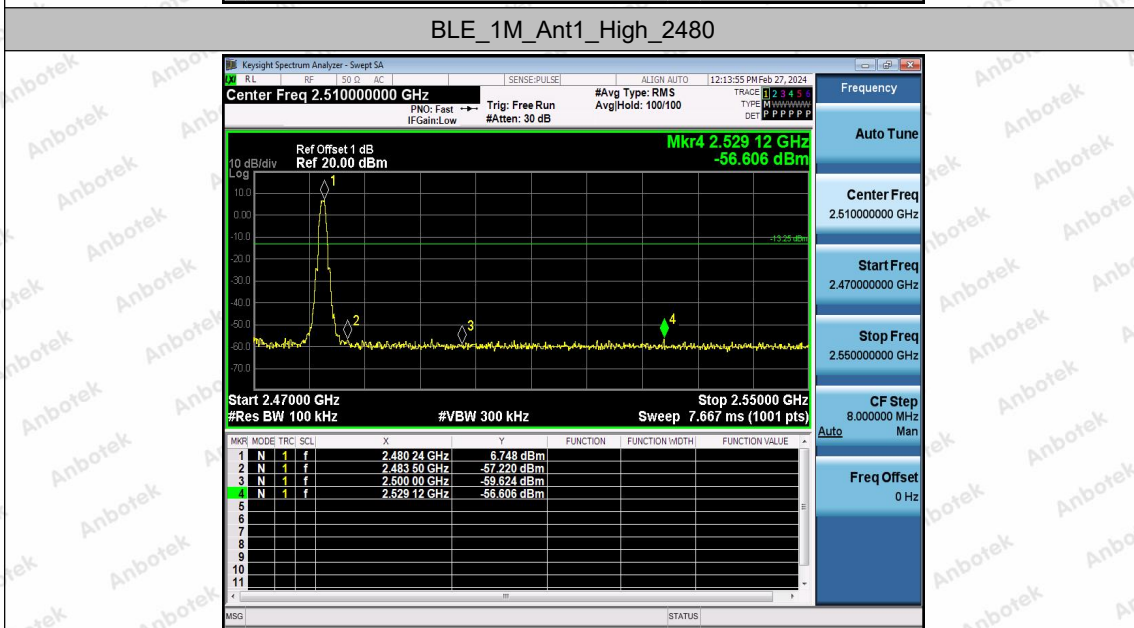 BLE_1M_Ant1_High_2480
Keysight Spectrum Analyzer - Swept SA
LXI RL RF 50 Ω AC SENSE:PULSE ALIGN AUTO 12:13:55 PM Feb 27, 2024
Center Freq 2.510000000 GHz
PNO: Fast
IFGain:Low
Trig: Free Run
#Atten: 30 dB
#Avg Type: RMS
Avg|Hold: 100/100
TRACE 1 2 3 4 5 6
TYPE M WWWWW
DET P P P P P P
Frequency
Auto Tune
Center Freq
2.510000000 GHz
Start Freq
2.470000000 GHz
Stop Freq
2.550000000 GHz
CF Step
8.000000 MHz
Auto Man
Freq Offset
0 Hz
Mkr4 2.529 12 GHz
-56.606 dBm
Ref Offset 1 dB
10 dB/div Ref 20.00 dBm
Log
10.0
0.00
-10.0
-20.0
-30.0
-40.0
-50.0
-60.0
-70.0
-13.25 dBm
1
2
3
4
Start 2.47000 GHz Stop 2.55000 GHz
#Res BW 100 kHz #VBW 300 kHz Sweep 7.667 ms (1001 pts)
MKR MODE TRC SCL X Y FUNCTION FUNCTION WIDTH FUNCTION VALUE
1 N 1 f 2.480 24 GHz 6.748 dBm
2 N 1 f 2.483 50 GHz -57.220 dBm
3 N 1 f 2.500 00 GHz -59.624 dBm
4 N 1 f 2.529 12 GHz -56.606 dBm
5
6
7
8
9
10
11
MSG STATUS
Anbotek